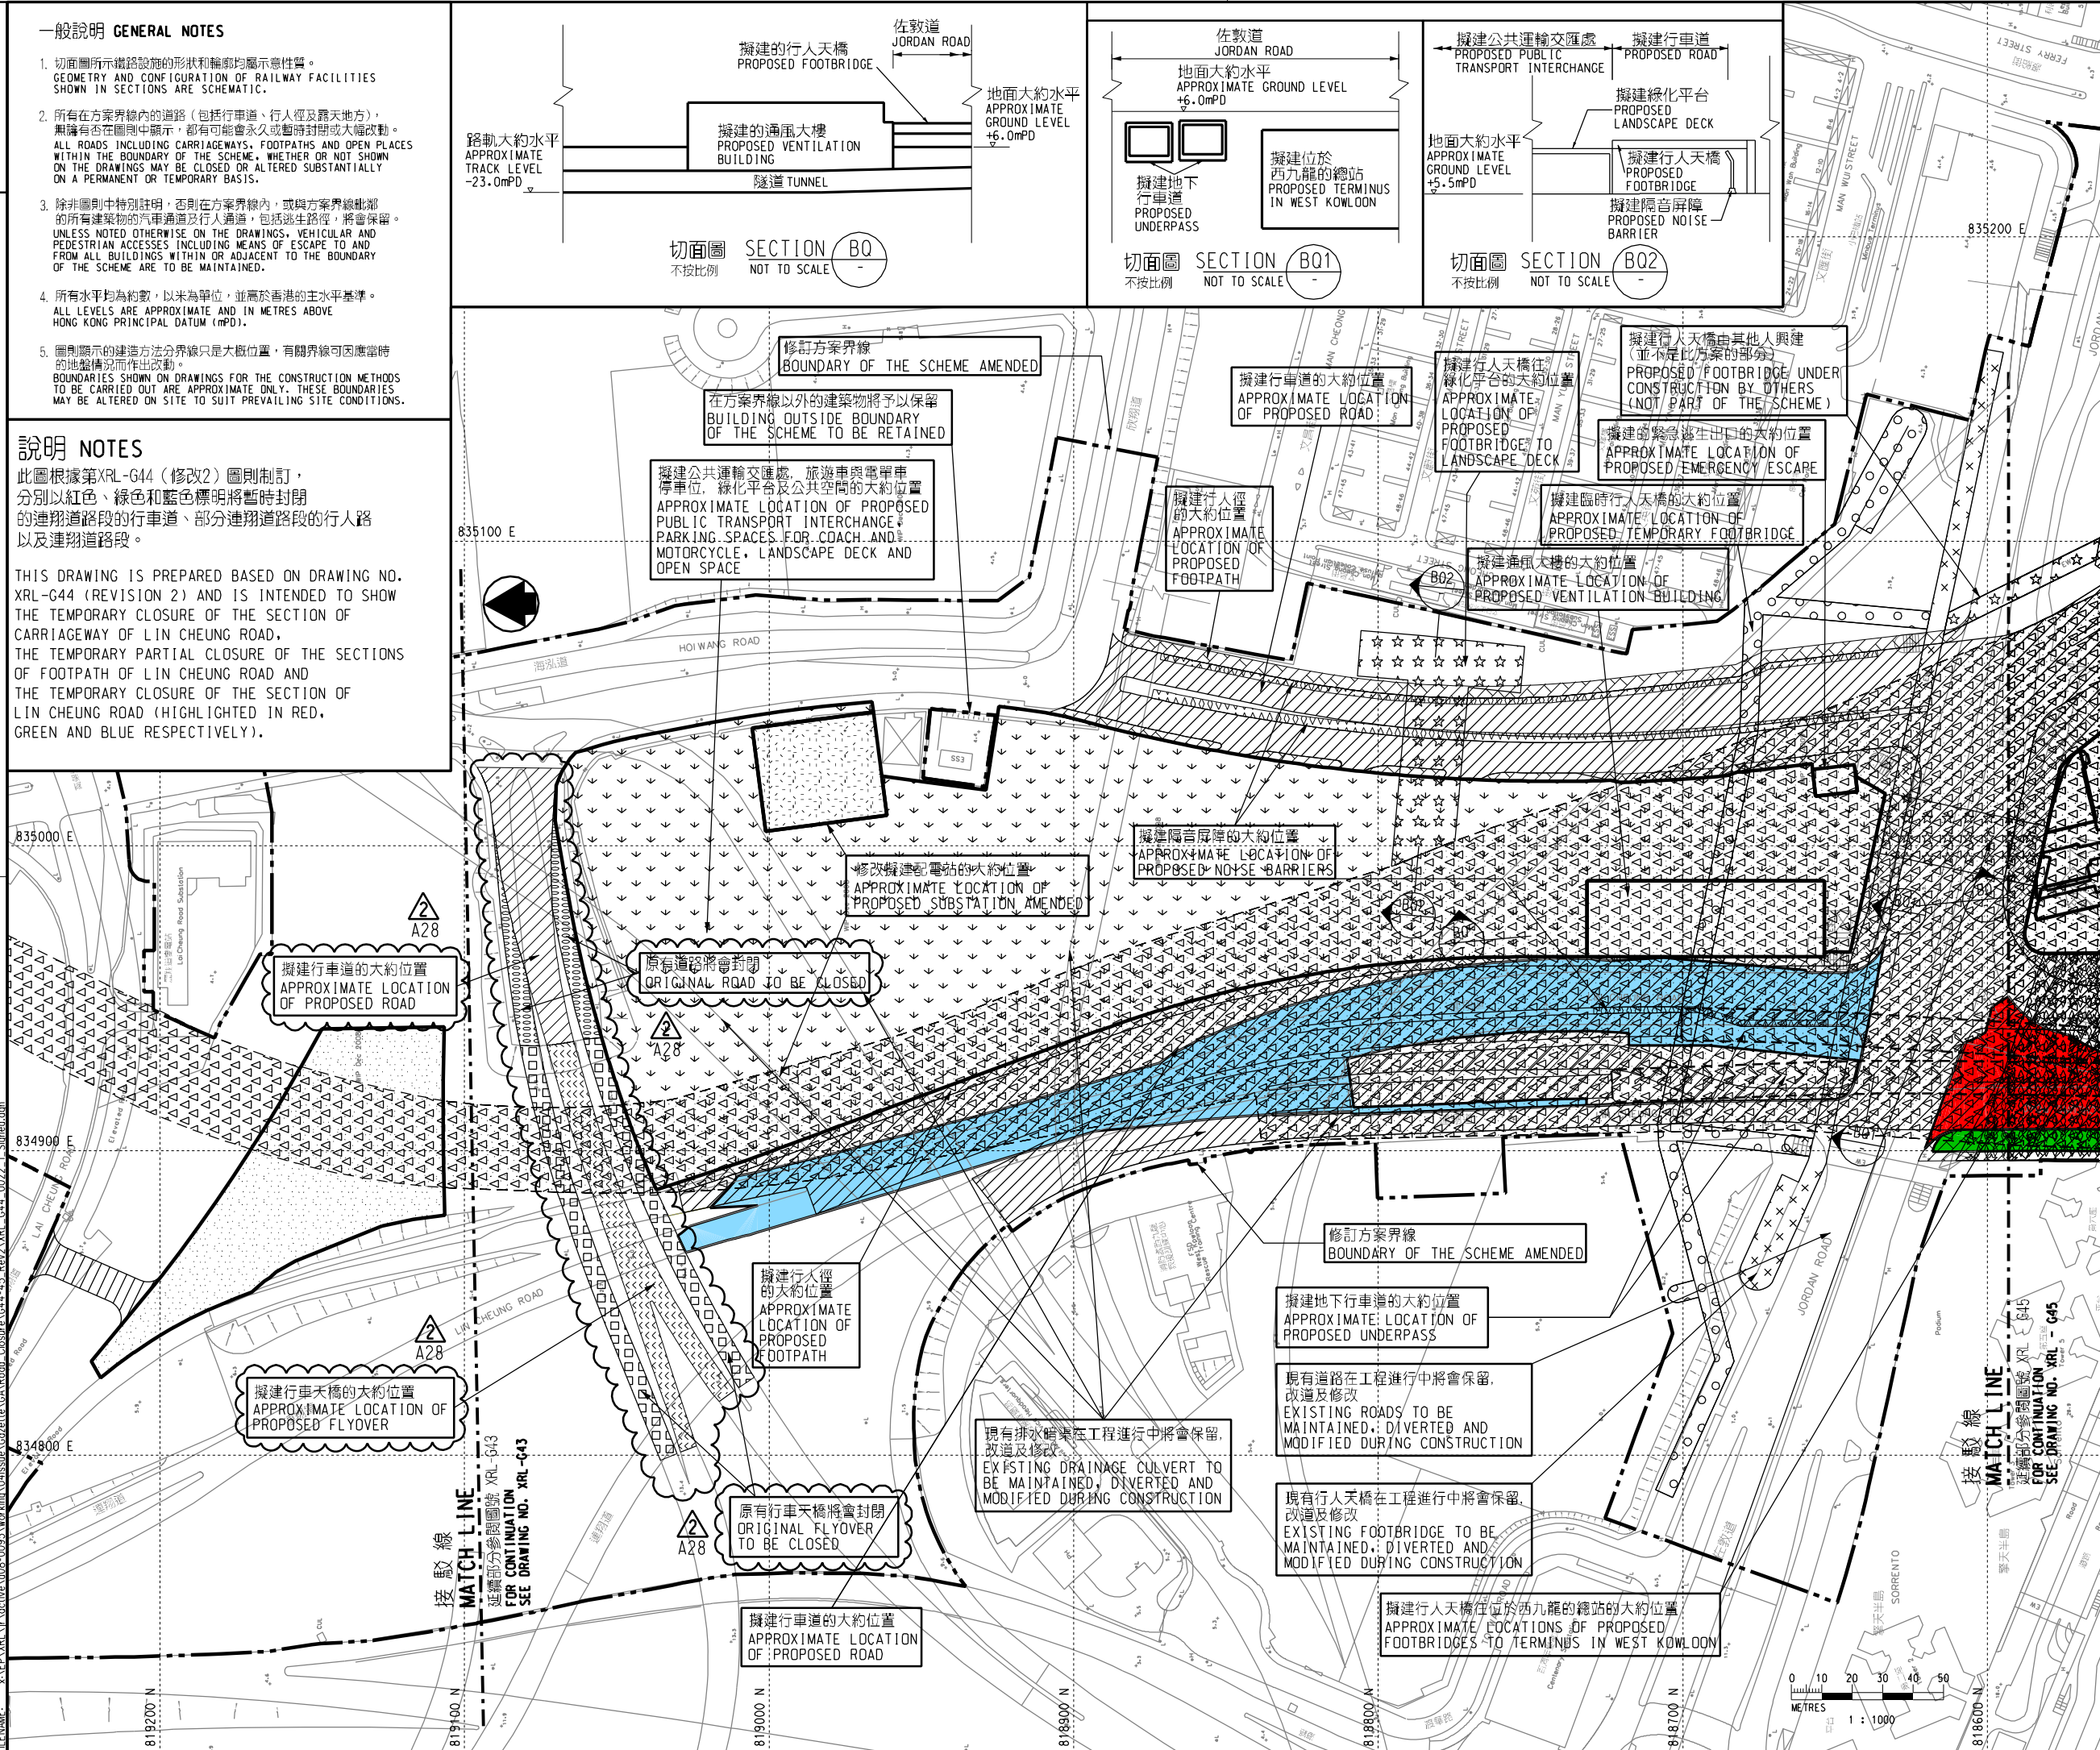 一般說明 GENERAL NOTES
1. 切面圖所示鐵路設施的形狀和輪廓均屬示意性質。
GEOMETRY AND CONFIGURATION OF RAILWAY FACILITIES
SHOWN IN SECTIONS ARE SCHEMATIC.
2. 所有在方案界線內的道路（包括行車道、行人徑及露天地方），
無論有否在圖則中顯示，都有可能會永久或暫時封閉或大幅改動。
ALL ROADS INCLUDING CARRIAGEWAYS, FOOTPATHS AND OPEN PLACES
WITHIN THE BOUNDARY OF THE SCHEME, WHETHER OR NOT SHOWN
ON THE DRAWINGS MAY BE CLOSED OR ALTERED SUBSTANTIALLY
ON A PERMANENT OR TEMPORARY BASIS.
3. 除非圖則中特別註明，否則在方案界線內，或與方案界線毗鄰
的所有建築物的汽車通道及行人通道，包括逃生路徑，將會保留。
UNLESS NOTED OTHERWISE ON THE DRAWINGS, VEHICULAR AND
PEDESTRIAN ACCESSES INCLUDING MEANS OF ESCAPE TO AND
FROM ALL BUILDINGS WITHIN OR ADJACENT TO THE BOUNDARY
OF THE SCHEME ARE TO BE MAINTAINED.
4. 所有水平均為約數，以米為單位，並高於香港的主水平基準。
ALL LEVELS ARE APPROXIMATE AND IN METRES ABOVE
HONG KONG PRINCIPAL DATUM (mPD).
5. 圖則顯示的建造方法分界線只是大概位置，有關界線可因應當時
的地盤情況而作出改動。
BOUNDARIES SHOWN ON DRAWINGS FOR THE CONSTRUCTION METHODS
TO BE CARRIED OUT ARE APPROXIMATE ONLY. THESE BOUNDARIES
MAY BE ALTERED ON SITE TO SUIT PREVAILING SITE CONDITIONS.
說明 NOTES
此圖根據第XRL-G44（修改2）圖則制訂，
分別以紅色、綠色和藍色標明將暫時封閉
的連翔道路段的行車道、部分連翔道路段的行人路
以及連翔道路段。
THIS DRAWING IS PREPARED BASED ON DRAWING NO.
XRL-G44 (REVISION 2) AND IS INTENDED TO SHOW
THE TEMPORARY CLOSURE OF THE SECTION OF
CARRIAGEWAY OF LIN CHEUNG ROAD,
THE TEMPORARY PARTIAL CLOSURE OF THE SECTIONS
OF FOOTPATH OF LIN CHEUNG ROAD AND
THE TEMPORARY CLOSURE OF THE SECTION OF
LIN CHEUNG ROAD (HIGHLIGHTED IN RED,
GREEN AND BLUE RESPECTIVELY).
佐敦道
JORDAN ROAD
擬建的行人天橋
PROPOSED FOOTBRIDGE
地面大約水平
APPROXIMATE
GROUND LEVEL
+6.0mPD
路軌大約水平
APPROXIMATE
TRACK LEVEL
-23.0mPD
擬建的通風大樓
PROPOSED VENTILATION
BUILDING
隧道 TUNNEL
切面圖 SECTION BQ
不按比例 NOT TO SCALE -
佐敦道
JORDAN ROAD
地面大約水平
APPROXIMATE GROUND LEVEL
+6.0mPD
擬建地下
行車道
PROPOSED
UNDERPASS
擬建位於
西九龍的總站
PROPOSED TERMINUS
IN WEST KOWLOON
切面圖 SECTION BQ1
不按比例 NOT TO SCALE -
擬建公共運輸交匯處
PROPOSED PUBLIC
TRANSPORT INTERCHANGE
擬建行車道
PROPOSED ROAD
擬建綠化平台
PROPOSED
LANDSCAPE DECK
地面大約水平
APPROXIMATE
GROUND LEVEL
+5.5mPD
擬建行人天橋
PROPOSED
FOOTBRIDGE
擬建隔音屏障
PROPOSED NOISE
BARRIER
切面圖 SECTION BQ2
不按比例 NOT TO SCALE -
FERRY STREET
MAN WUI STREET
文匯街
835200 E
修訂方案界線
BOUNDARY OF THE SCHEME AMENDED
在方案界線以外的建築物將予以保留
BUILDING OUTSIDE BOUNDARY
OF THE SCHEME TO BE RETAINED
擬建公共運輸交匯處, 旅遊車與電單車
停車位, 綠化平台及公共空間的大約位置
APPROXIMATE LOCATION OF PROPOSED
PUBLIC TRANSPORT INTERCHANGE,
PARKING SPACES FOR COACH AND
MOTORCYCLE, LANDSCAPE DECK AND
OPEN SPACE
擬建行車道的大約位置
APPROXIMATE LOCATION
OF PROPOSED ROAD
擬建行人徑
的大約位置
APPROXIMATE
LOCATION OF
PROPOSED
FOOTPATH
擬建行人天橋往
綠化平台的大約位置
APPROXIMATE
LOCATION OF
PROPOSED
FOOTBRIDGE TO
LANDSCAPE DECK
擬建行人天橋由其他人興建
（並不是此方案的部分）
PROPOSED FOOTBRIDGE UNDER
CONSTRUCTION BY OTHERS
(NOT PART OF THE SCHEME)
擬建的緊急逃生出口的大約位置
APPROXIMATE LOCATION OF
PROPOSED EMERGENCY ESCAPE
擬建臨時行人天橋的大約位置
APPROXIMATE LOCATION OF
PROPOSED TEMPORARY FOOTBRIDGE
擬建通風大樓的大約位置
APPROXIMATE LOCATION OF
PROPOSED VENTILATION BUILDING
BQ2
835100 E
HOI WANG ROAD
海泓道
欣翔道
ESS
835000 E
Lai Cheung Road Substation
擬建隔音屏障的大約位置
APPROXIMATE LOCATION OF
PROPOSED NOISE BARRIERS
修改擬建配電站的大約位置
APPROXIMATE LOCATION OF
PROPOSED SUBSTATION AMENDED
2
A28
擬建行車道的大約位置
APPROXIMATE LOCATION
OF PROPOSED ROAD
原有道路將會封閉
ORIGINAL ROAD TO BE CLOSED
2
A28
834900 E
LAI CHEUNG ROAD
LIN CHEUNG ROAD
2
A28
擬建行車天橋的大約位置
APPROXIMATE LOCATION OF
PROPOSED FLYOVER
擬建行人徑
的大約位置
APPROXIMATE
LOCATION OF
PROPOSED
FOOTPATH
修訂方案界線
BOUNDARY OF THE SCHEME AMENDED
擬建地下行車道的大約位置
APPROXIMATE LOCATION OF
PROPOSED UNDERPASS
現有道路在工程進行中將會保留,
改道及修改
EXISTING ROADS TO BE
MAINTAINED, DIVERTED AND
MODIFIED DURING CONSTRUCTION
現有排水暗渠在工程進行中將會保留,
改道及修改
EXISTING DRAINAGE CULVERT TO
BE MAINTAINED, DIVERTED AND
MODIFIED DURING CONSTRUCTION
現有行人天橋在工程進行中將會保留,
改道及修改
EXISTING FOOTBRIDGE TO BE
MAINTAINED, DIVERTED AND
MODIFIED DURING CONSTRUCTION
834800 E
連翔道
接駁線
MATCH LINE
延續部分參閱圖號 XRL-G43
FOR CONTINUATION
SEE DRAWING NO. XRL-G43
原有行車天橋將會封閉
ORIGINAL FLYOVER
TO BE CLOSED
2
A28
擬建行車道的大約位置
APPROXIMATE LOCATION
OF PROPOSED ROAD
擬建行人天橋往位於西九龍的總站的大約位置
APPROXIMATE LOCATIONS OF PROPOSED
FOOTBRIDGES TO TERMINUS IN WEST KOWLOON
JORDAN ROAD
佐敦道
Podium
SORRENTO
擎天半島
接駁線
MATCH LINE
延續部分參閱圖號 XRL - G45
FOR CONTINUATION
SEE DRAWING NO. XRL - G45
0 10 20 30 40 50
METRES
1 : 1000
819200 N
819100 N
819000 N
818900 N
818800 N
818700 N
818600 N